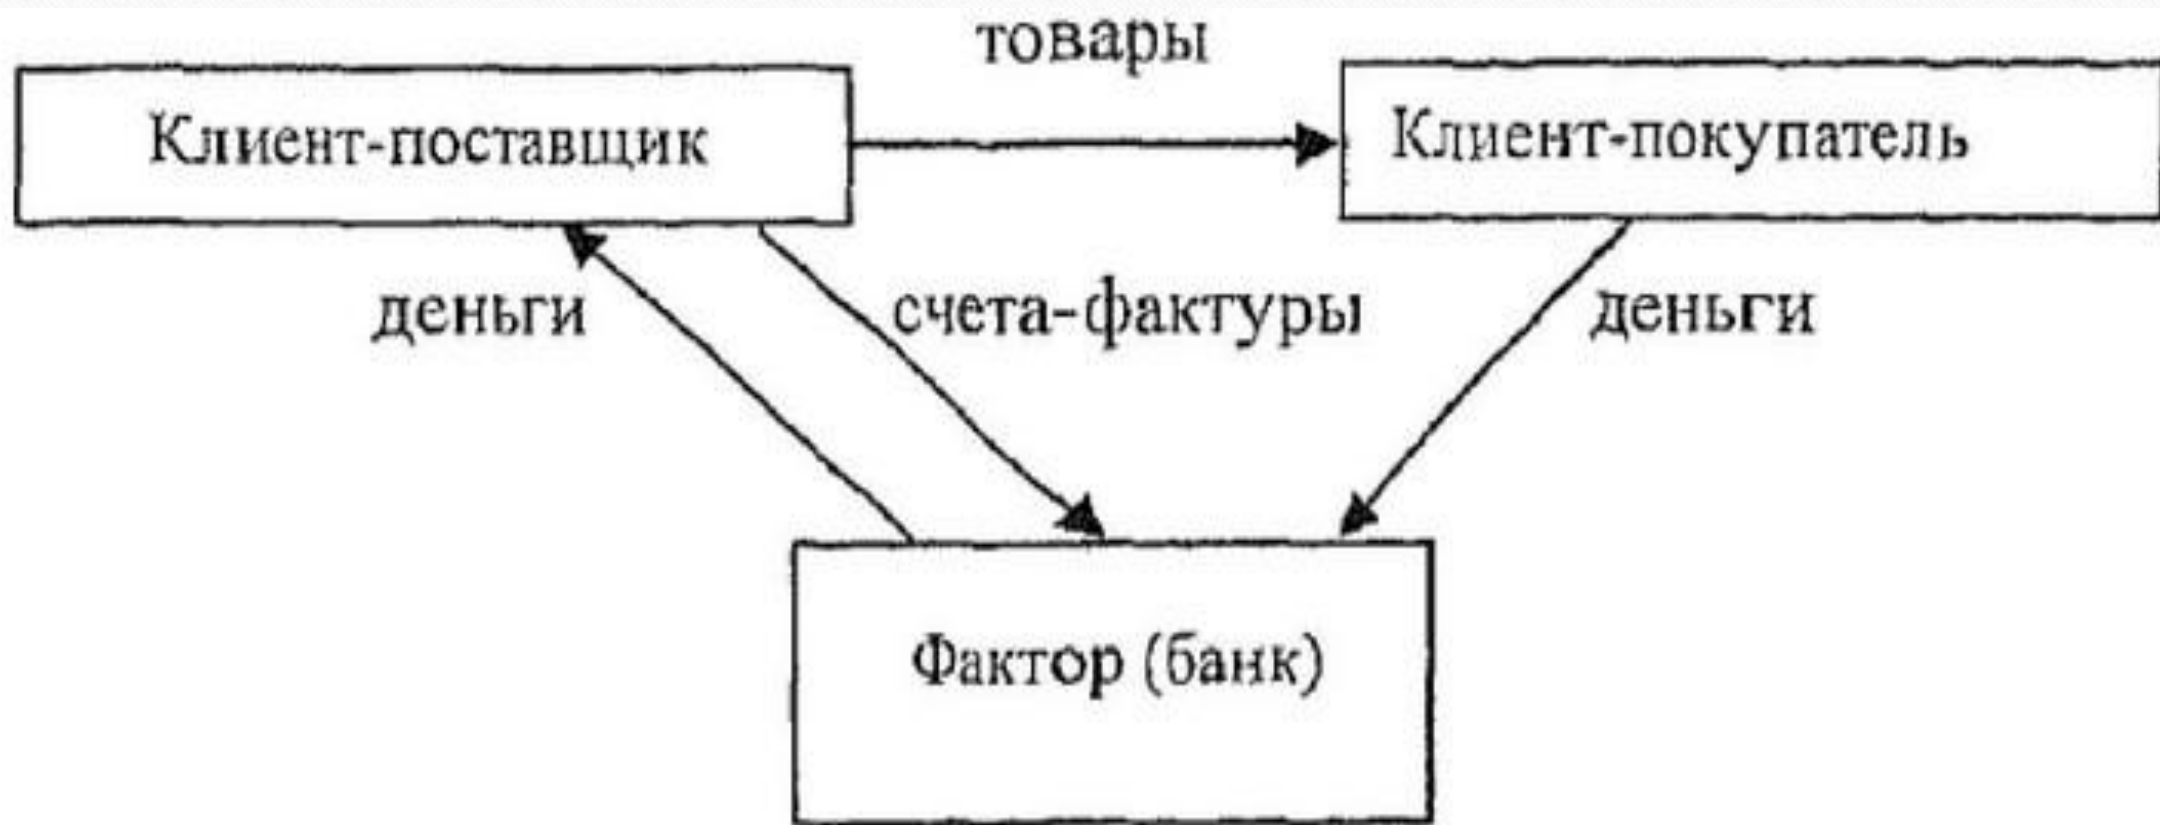 товары
Клиент-поставщик
Клиент-покупатель
деньги
счета-фактуры
деньги
Фактор (банк)